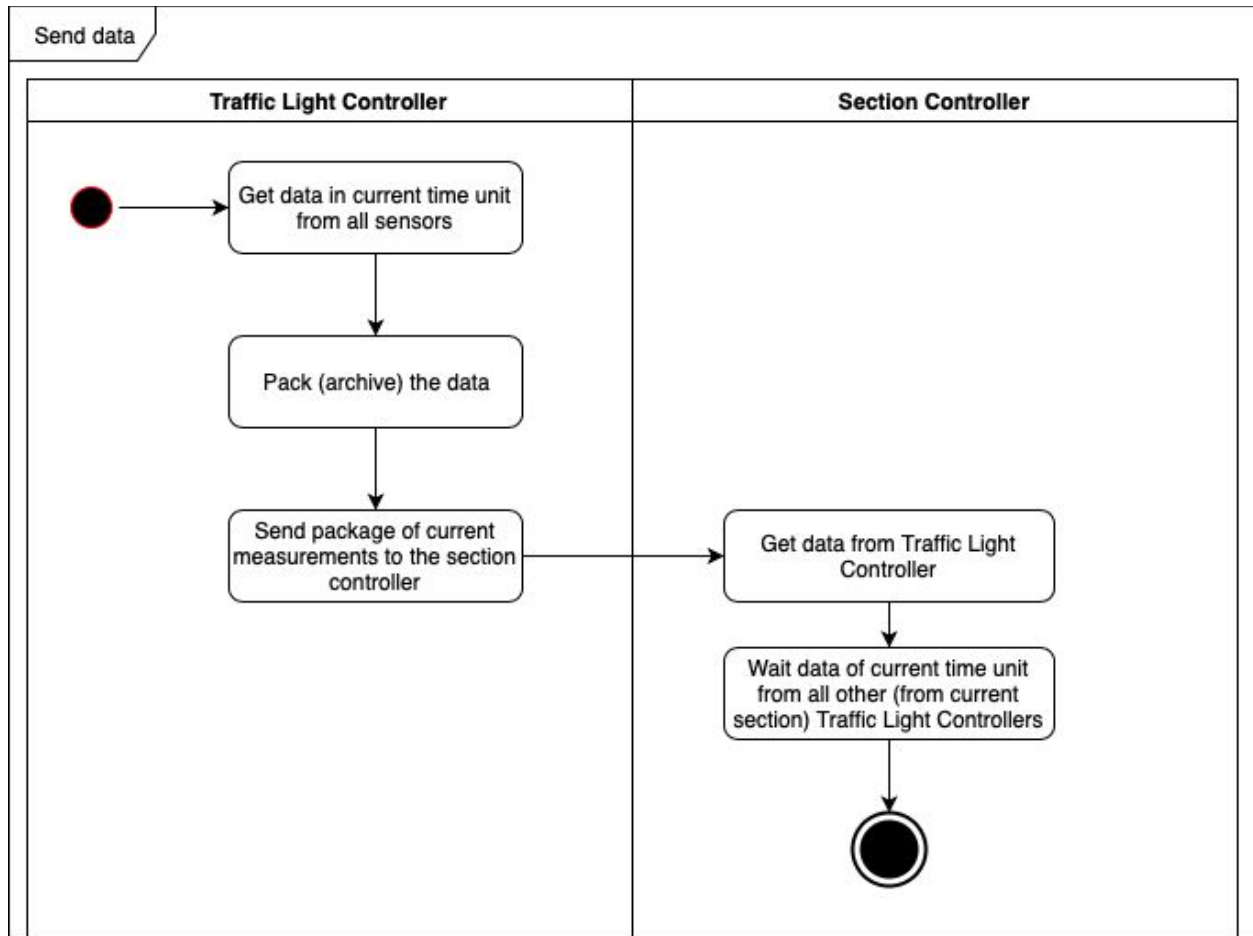 Send data
Traffic Light Controller
Section Controller
Get data in current time unit
from all sensors
Pack (archive) the data
Send package of current
measurements to the section
controller
Get data from Traffic Light
Controller
Wait data of current time unit
from all other (from current
section) Traffic Light Controllers